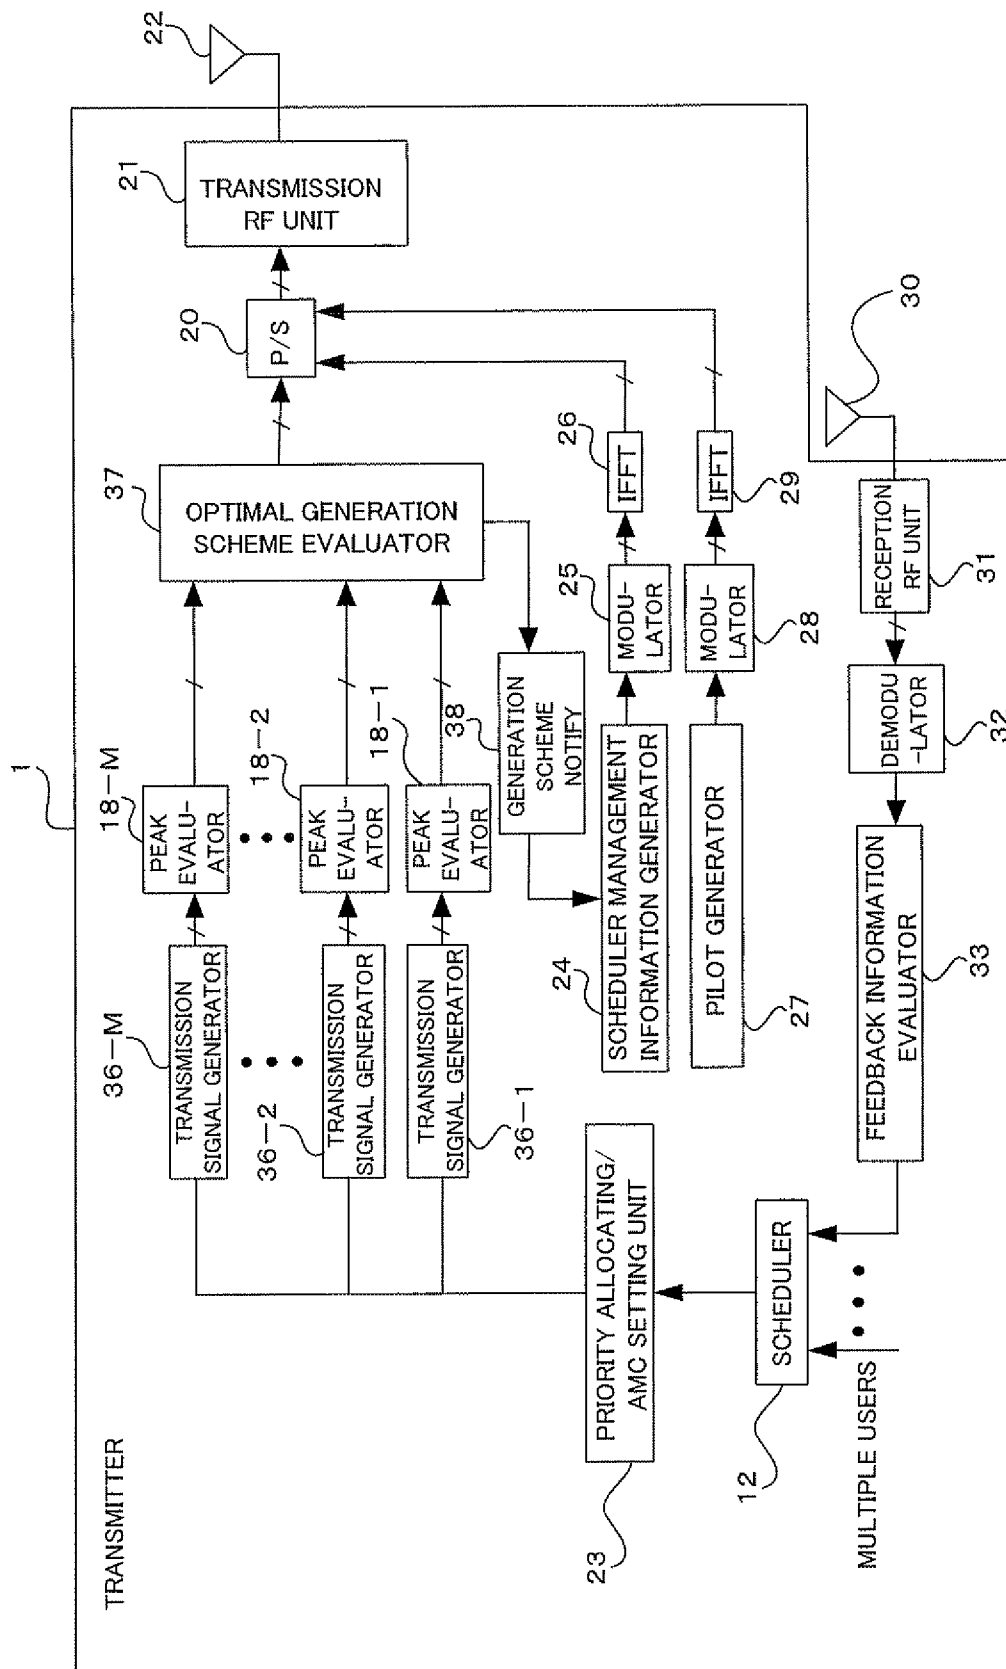 TRANSMITTER
1
36-M
TRANSMISSION
SIGNAL GENERATOR
18-M
PEAK
EVALU-
ATOR
36-2
TRANSMISSION
SIGNAL GENERATOR
18-2
PEAK
EVALU-
ATOR
36-1
TRANSMISSION
SIGNAL GENERATOR
18-1
PEAK
EVALU-
ATOR
37
OPTIMAL GENERATION
SCHEME EVALUATOR
20
P/S
21
TRANSMISSION
RF UNIT
22
38
GENERATION
SCHEME
NOTIFY
23
PRIORITY ALLOCATING/
AMC SETTING UNIT
24
SCHEDULER MANAGEMENT
INFORMATION GENERATOR
25
MODU-
LATOR
26
IFFT
27
PILOT GENERATOR
28
MODU-
LATOR
29
IFFT
12
SCHEDULER
MULTIPLE USERS
33
FEEDBACK INFORMATION
EVALUATOR
32
DEMODU
-LATOR
31
RECEPTION
RF UNIT
30